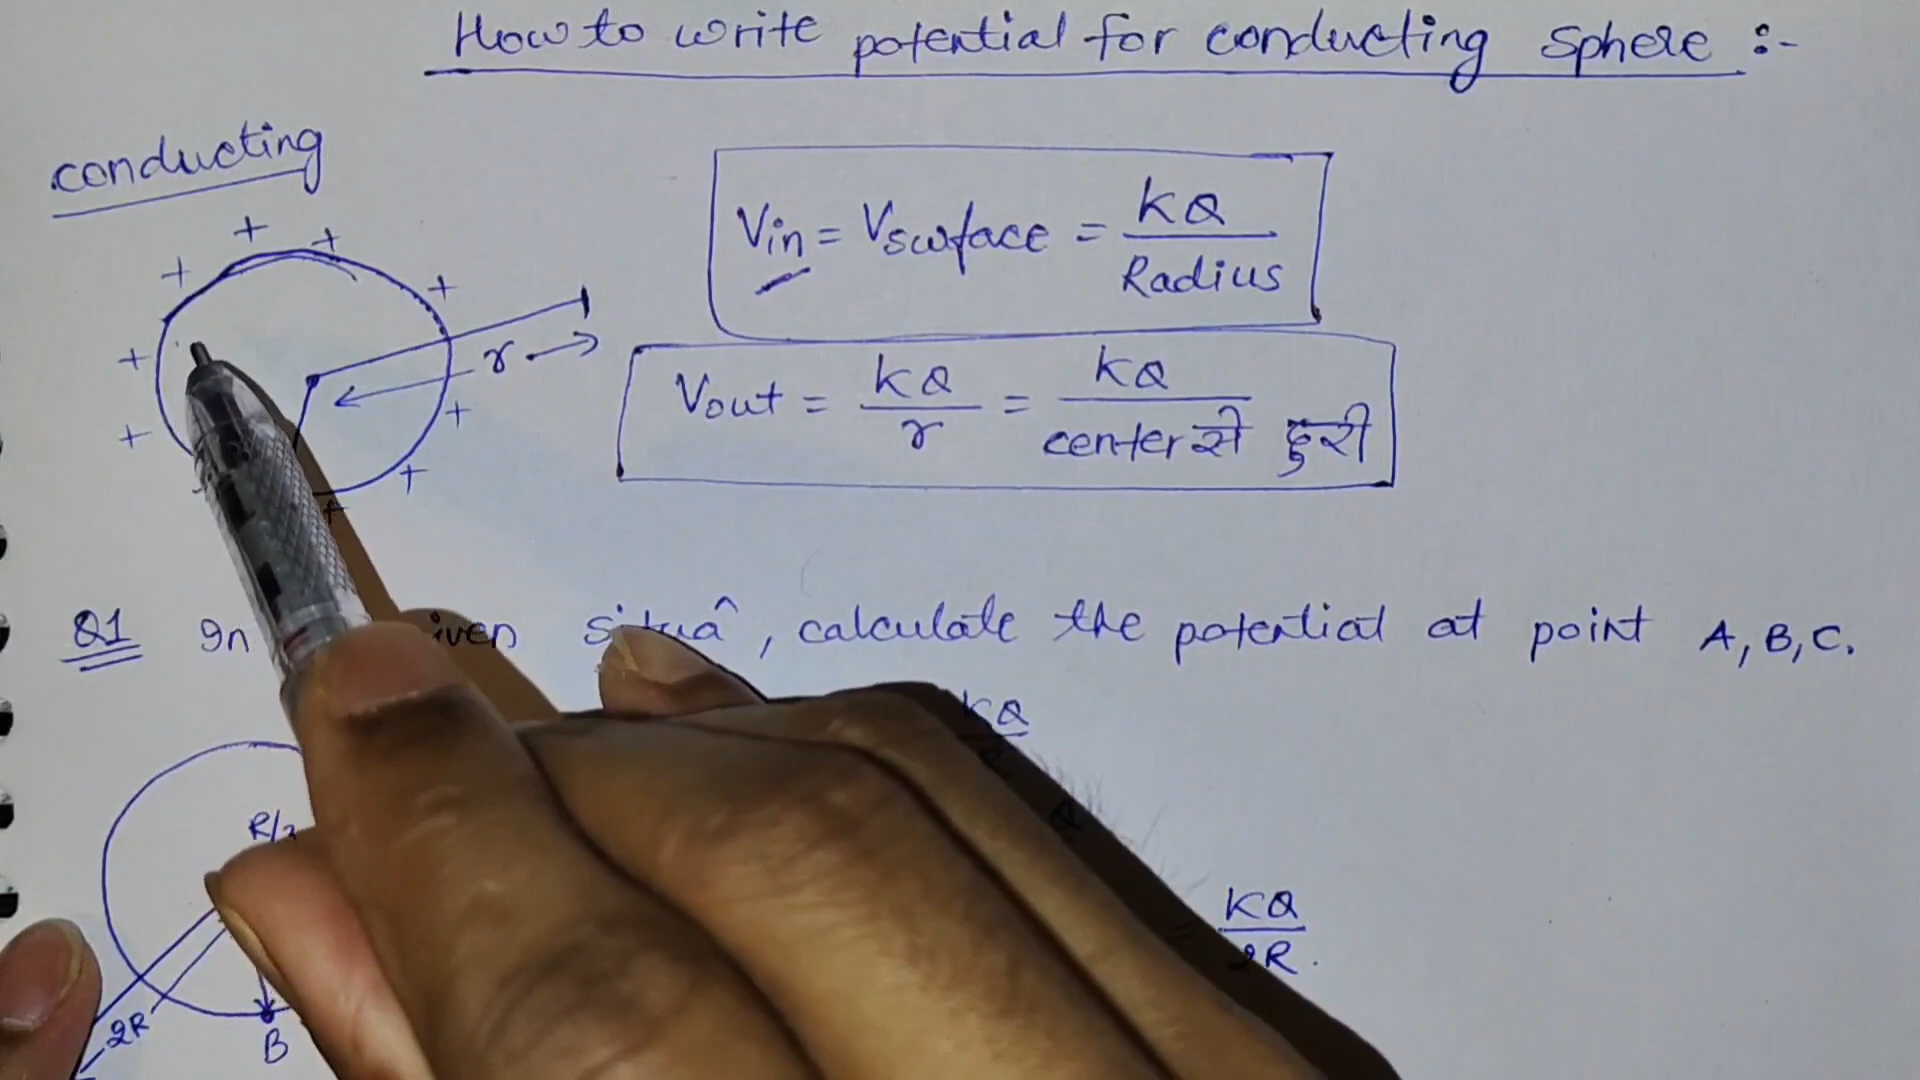 How to write potential for conducting sphere :-
conducting
+ + + + + + + + + +
r
Vin = Vsurface = KQ / Radius
Vout = KQ / r = KQ / center से दुरी
Q1 In iven situaˆ, calculate the potential at point A, B, C.
KQ
R/2
= KQ / 2R.
2R
B